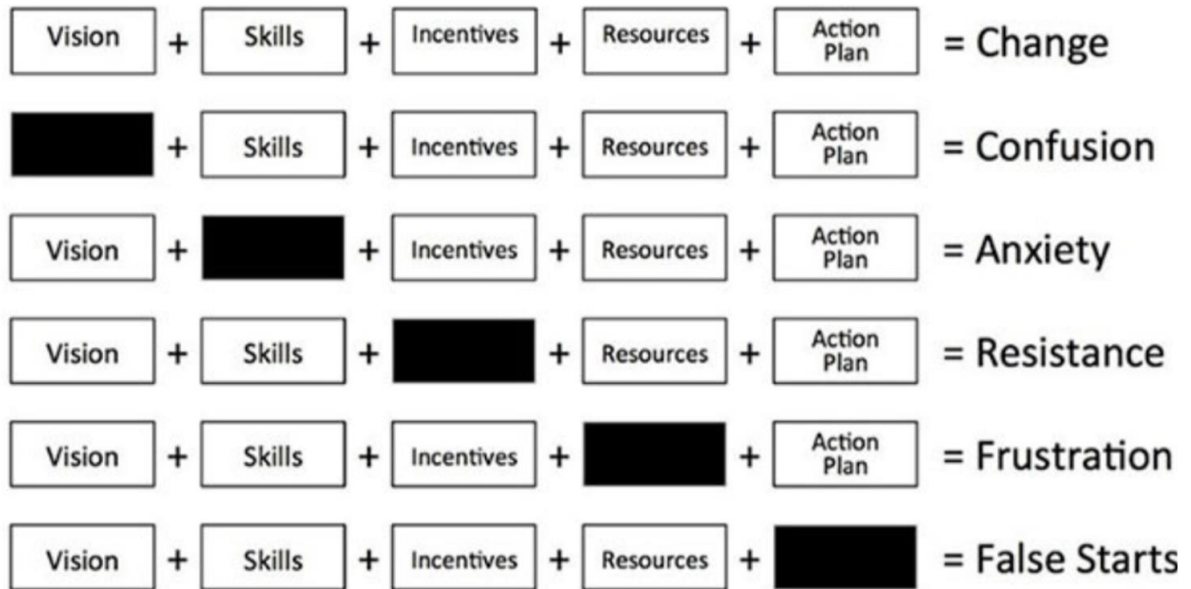 Vision + Skills + Incentives + Resources + Action Plan = Change
+ Skills + Incentives + Resources + Action Plan = Confusion
Vision + + Incentives + Resources + Action Plan = Anxiety
Vision + Skills + + Resources + Action Plan = Resistance
Vision + Skills + Incentives + + Action Plan = Frustration
Vision + Skills + Incentives + Resources + = False Starts